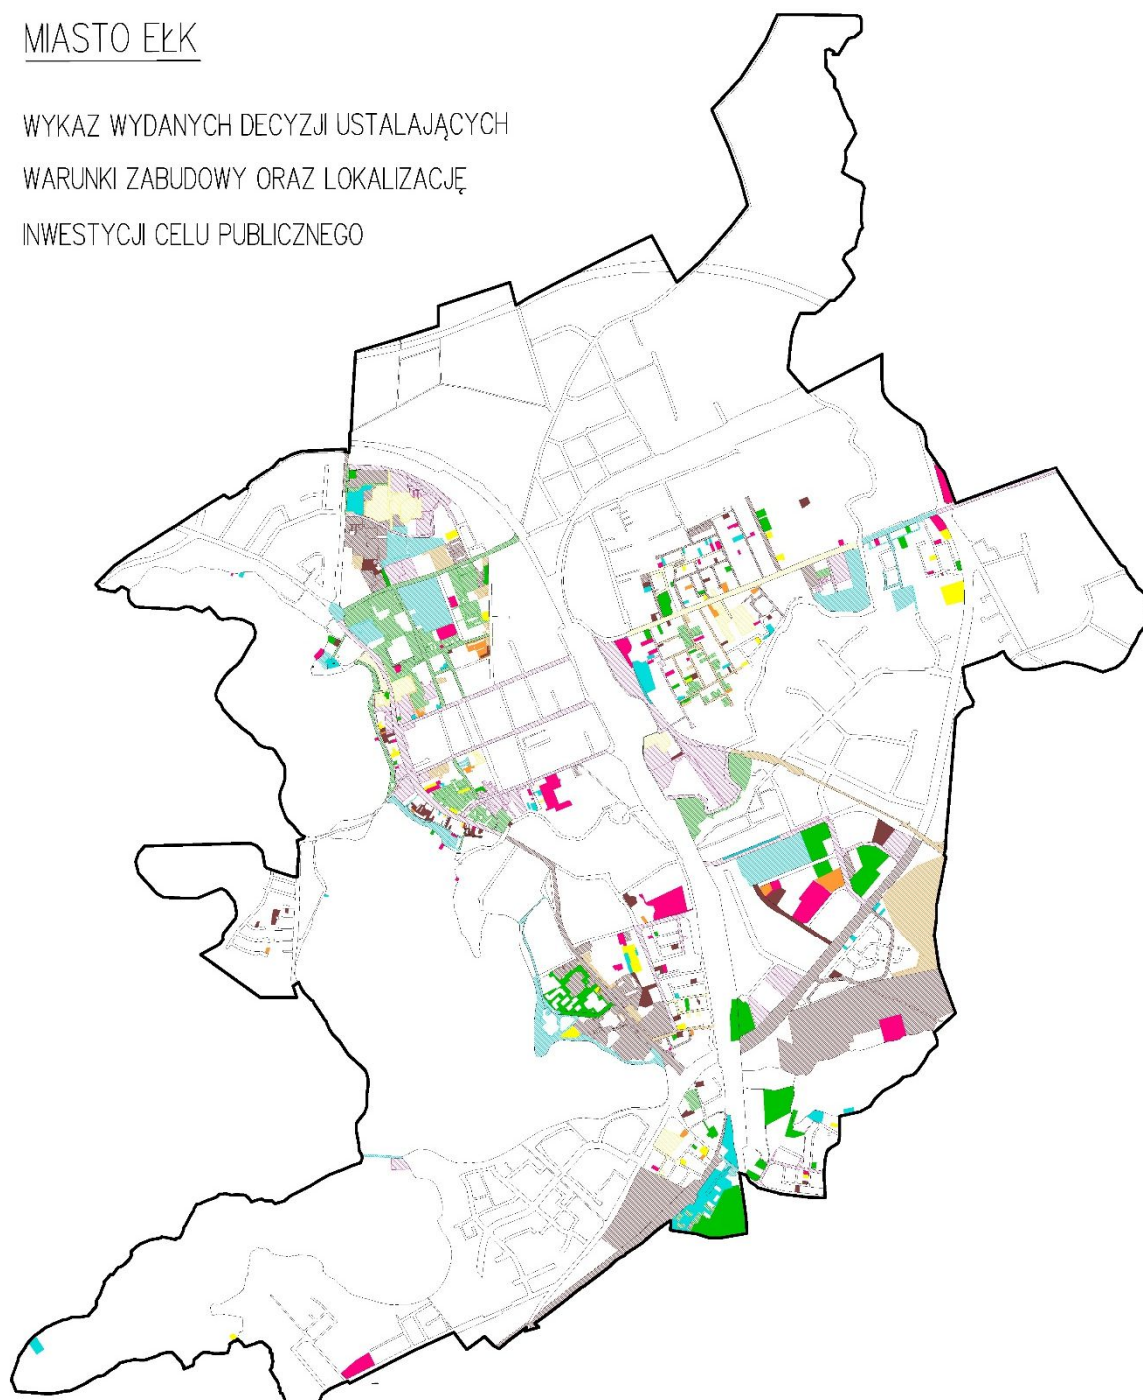 MIASTO EŁK
WYKAZ WYDANYCH DECYZJI USTALAJĄCYCH
WARUNKI ZABUDOWY ORAZ LOKALIZACJĘ
INWESTYCJI CELU PUBLICZNEGO